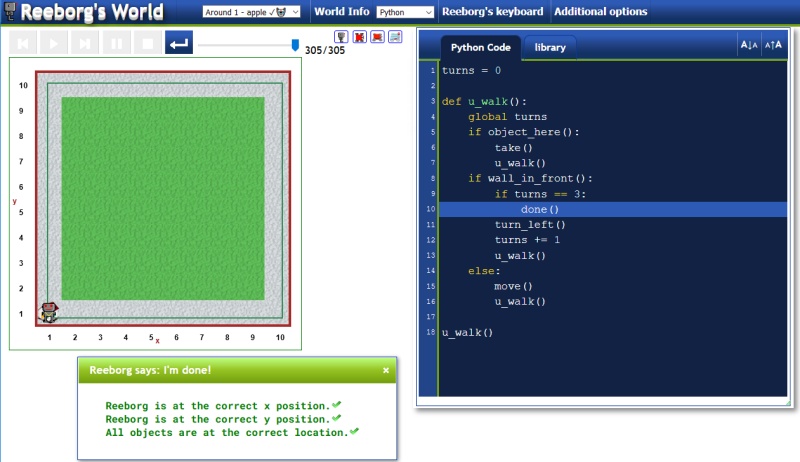 Reeborg's World
Around 1 - apple ✓
World Info
Python
Reeborg's keyboard
Additional options
305/305
Python Code
library
A↓A
A↑A
10
9
8
7
6
y
5
4
3
2
1
1 2 3 4 5 x 6 7 8 9 10
1 turns = 0
2
3 def u_walk():
4     global turns
5     if object_here():
6         take()
7         u_walk()
8     if wall_in_front():
9         if turns == 3:
10             done()
11         turn_left()
12         turns += 1
13         u_walk()
14     else:
15         move()
16         u_walk()
17
18 u_walk()
Reeborg says: I'm done!
×
Reeborg is at the correct x position.✓
Reeborg is at the correct y position.✓
All objects are at the correct location.✓